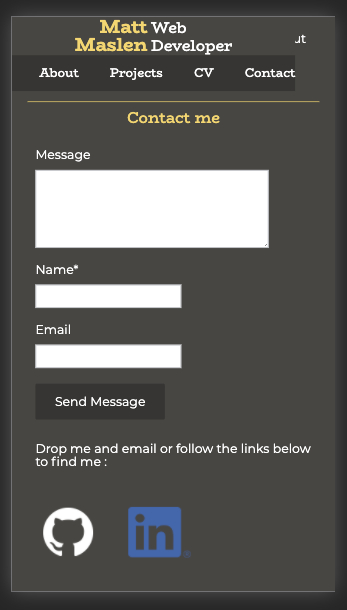 Matt Web
Maslen Developer
ut
About Projects CV Contact
Contact me
Message
Name*
Email
Send Message
Drop me and email or follow the links below
to find me :
in